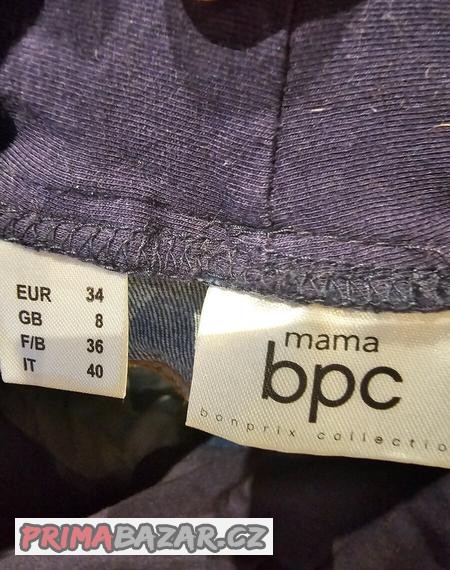 EUR 34
GB 8
F/B 36
IT 40
mama
bpc
bonprix collectio
PRIMABAZAR.CZ